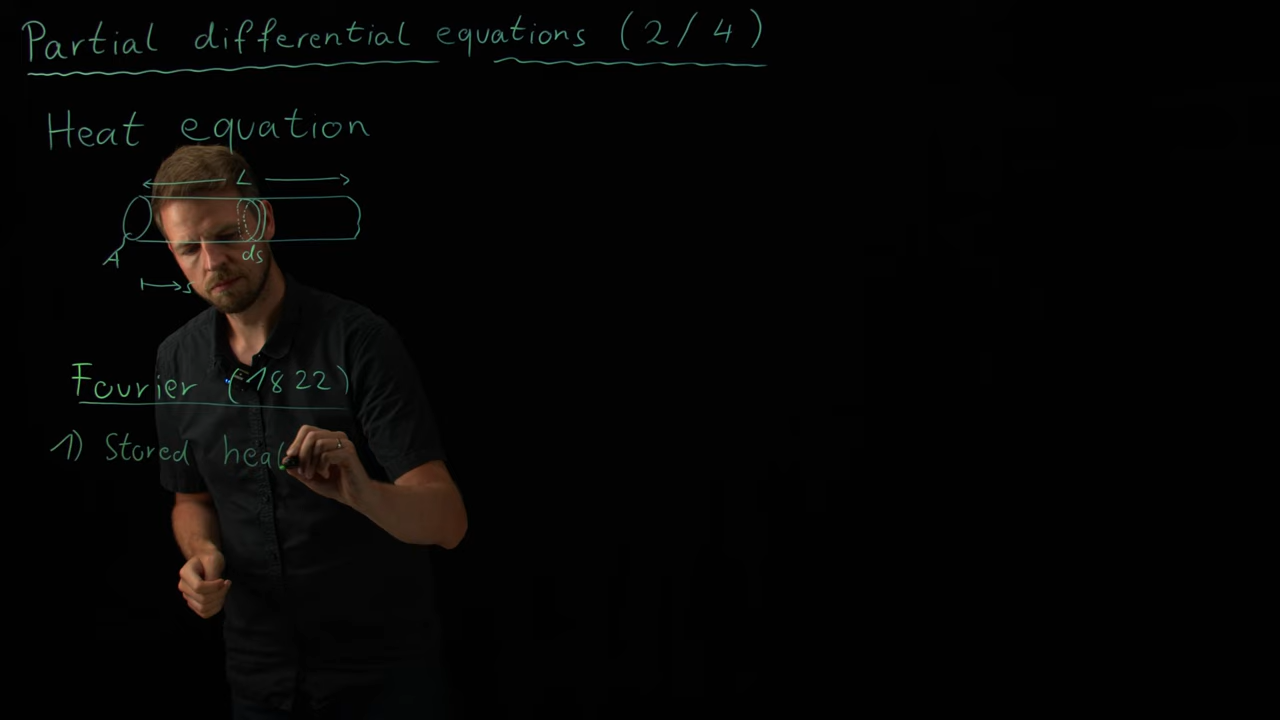 Partial differential equations (2/4)
Heat equation
L
A
ds
s
Fourier (1822)
1) Stored heat